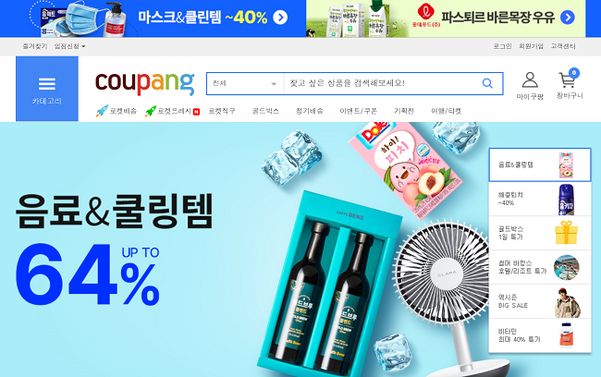 마스크&클린템 ~40%
파스퇴르 바른목장 우유
즐겨찾기 입점신청
로그인 회원가입 고객센터
카테고리
coupang
전체
찾고 싶은 상품을 검색해보세요!
마이쿠팡
0
장바구니
로켓배송 로켓프레시 N 로켓직구 골드박스 정기배송 이벤트/쿠폰 기획전 여행/티켓
음료&쿨링템
UP TO
64%
Dole
피치
CLARA
음료&쿨링템
~40%
골드박스
1일 특가
썸머 바캉스
호텔/리조트 특가
역시즌
BIG SALE
비타민
최대 40% 특가